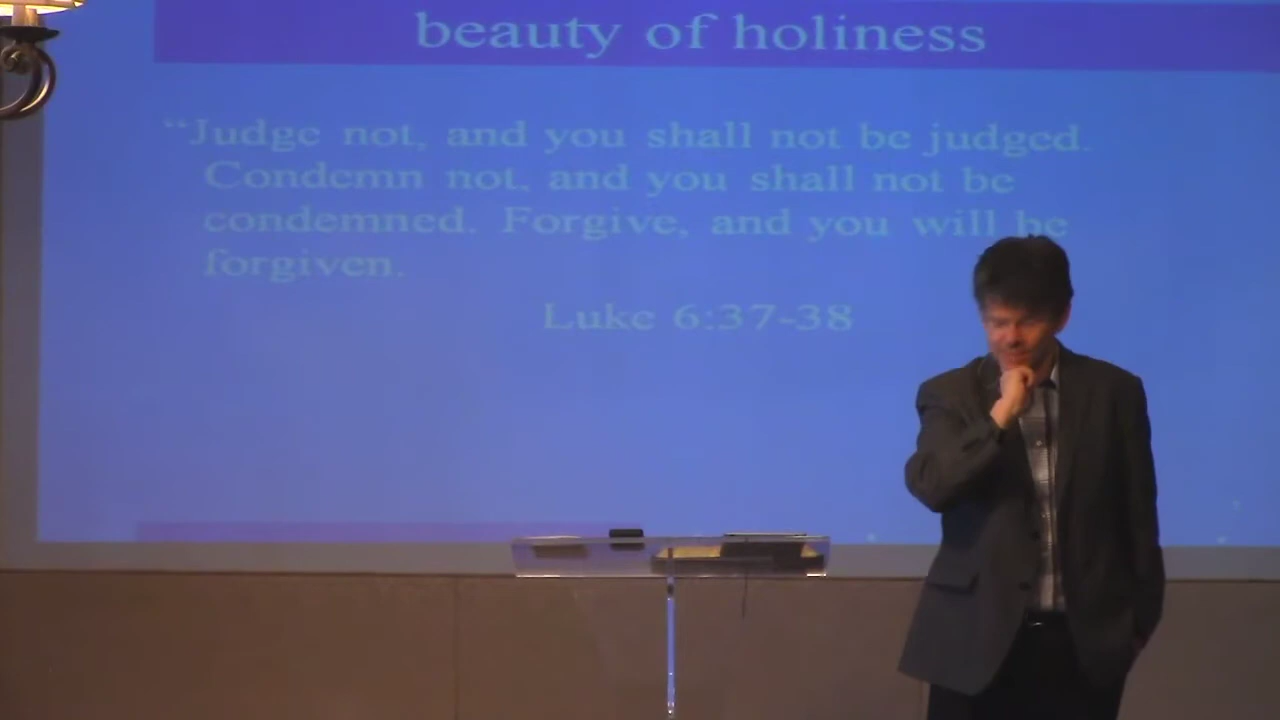 beauty of holiness
“Judge not, and you shall not be judged.
Condemn not, and you shall not be
condemned. Forgive, and you will be
forgiven.
Luke 6:37-38